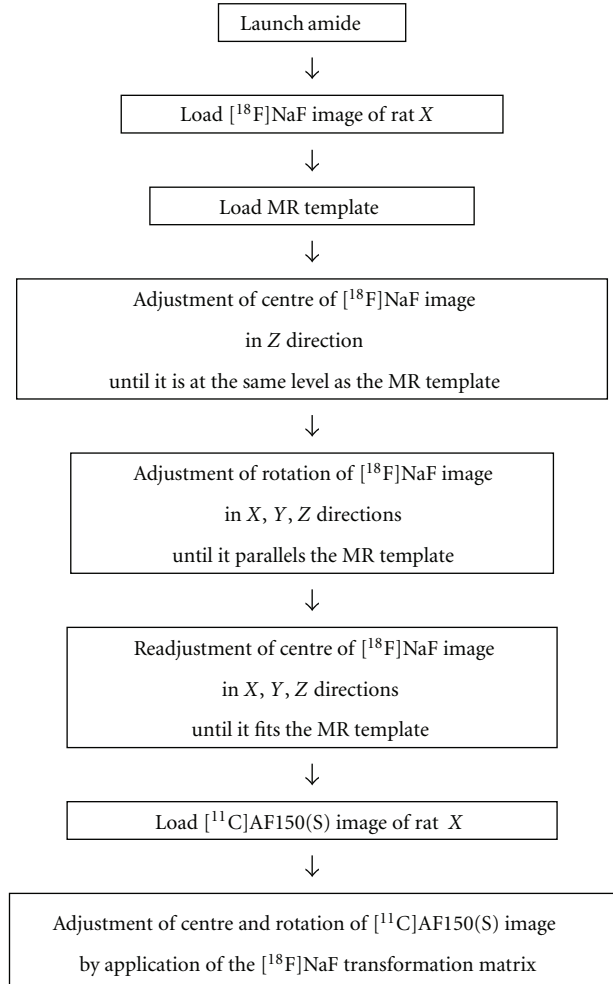 Launch amide
↓
Load [¹⁸F]NaF image of rat X
↓
Load MR template
↓
Adjustment of centre of [¹⁸F]NaF image
in Z direction
until it is at the same level as the MR template
↓
Adjustment of rotation of [¹⁸F]NaF image
in X, Y, Z directions
until it parallels the MR template
↓
Readjustment of centre of [¹⁸F]NaF image
in X, Y, Z directions
until it fits the MR template
↓
Load [¹¹C]AF150(S) image of rat X
↓
Adjustment of centre and rotation of [¹¹C]AF150(S) image
by application of the [¹⁸F]NaF transformation matrix